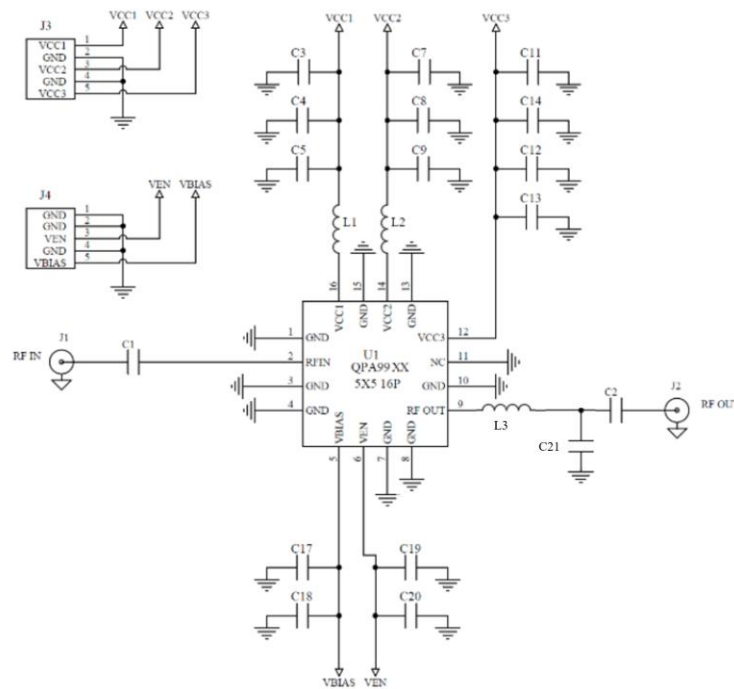 J3
VCC1 VCC2 VCC3
VCC1 1
GND 2
VCC2 3
GND 4
VCC3 5
J4
VEN VBIAS
GND 1
GND 2
VEN 3
GND 4
VBIAS 5
VCC1 VCC2 VCC3
C3 C7 C11
C4 C8 C14
C5 C9 C12
C13
L1 L2
16 15 14 13
VCC1 GND VCC2 GND
1 GND VCC3 12
J1
RF IN
C1
2 RFIN NC 11
U1
QPA99XX
5X5 16P
3 GND GND 10
4 GND RF OUT 9
L3
C2
J2
RF OU
C21
VBIAS VEN GND GND
5 6 7 8
C17 C19
C18 C20
VBIAS VEN